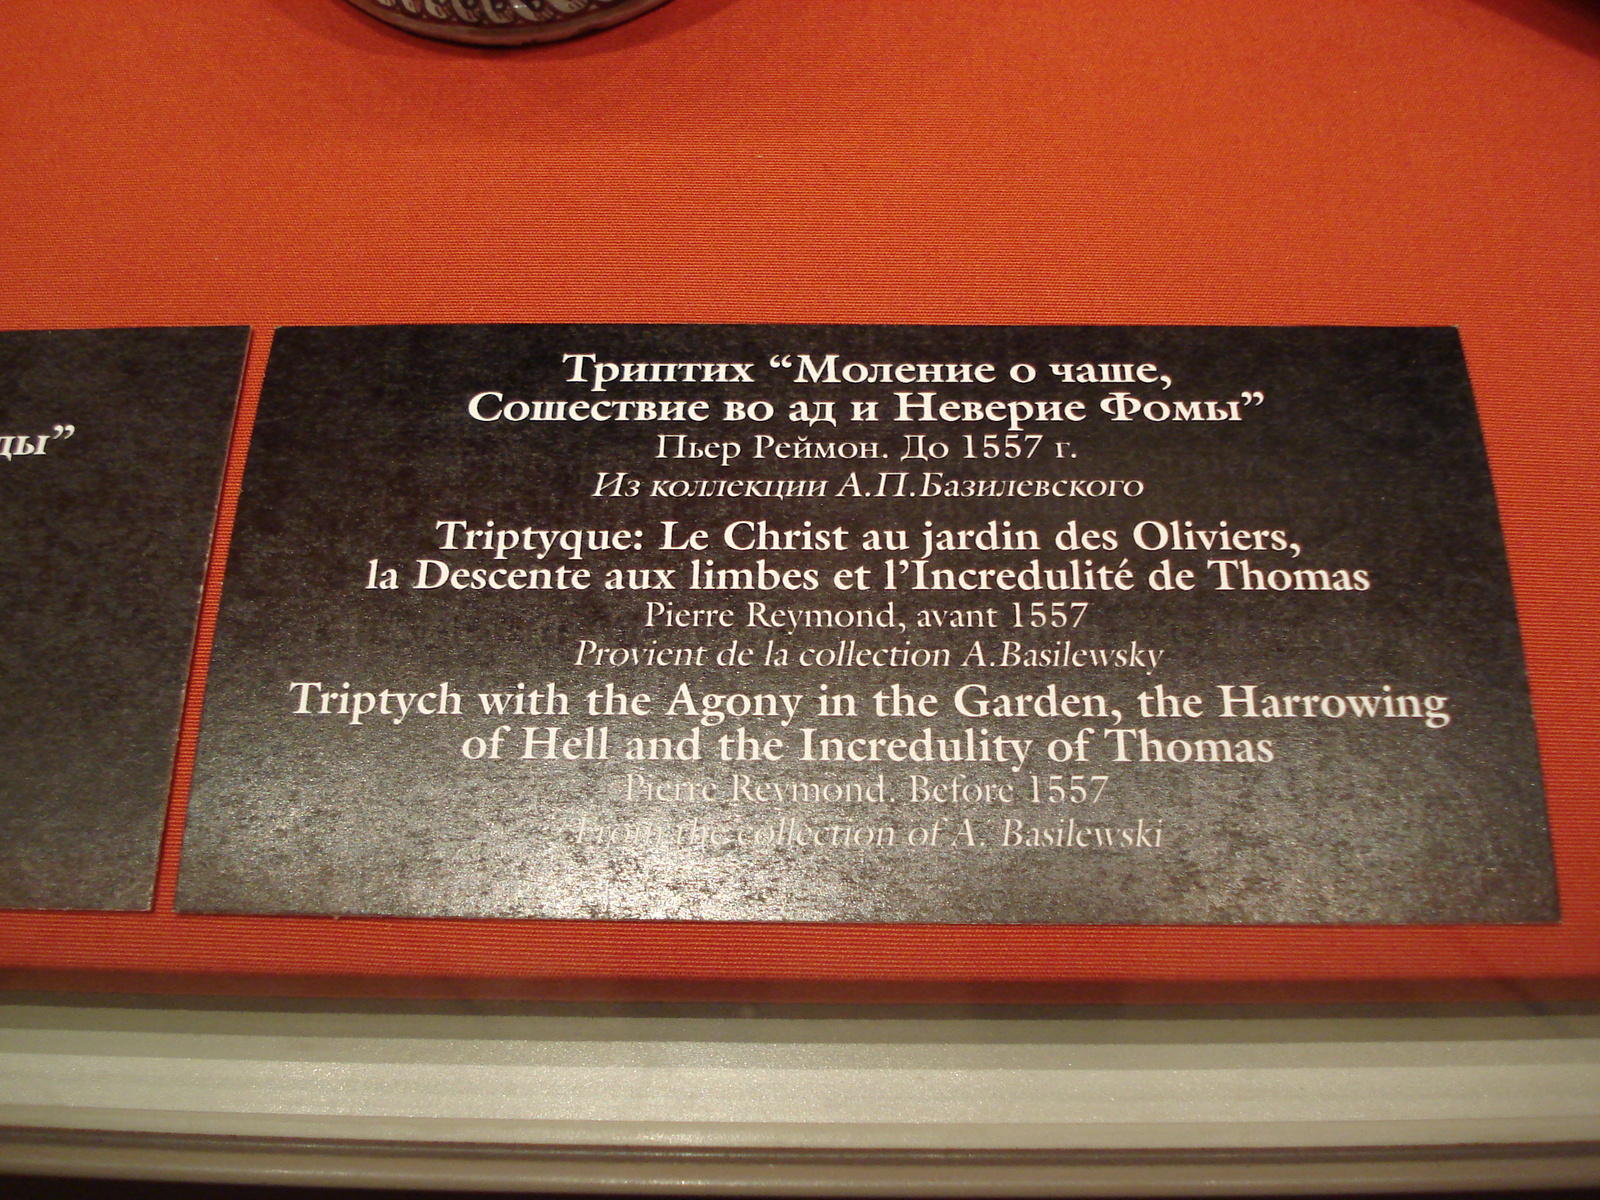 ды”
Триптих “Моление о чаше,
Сошествие во ад и Неверие Фомы”
Пьер Реймон. До 1557 г.
Из коллекции А.П.Базилевского
Triptyque: Le Christ au jardin des Oliviers,
la Descente aux limbes et l’Incredulité de Thomas
Pierre Reymond, avant 1557
Provient de la collection A.Basilewsky
Triptych with the Agony in the Garden, the Harrowing
of Hell and the Incredulity of Thomas
Pierre Reymond. Before 1557
From the collection of A. Basilewski